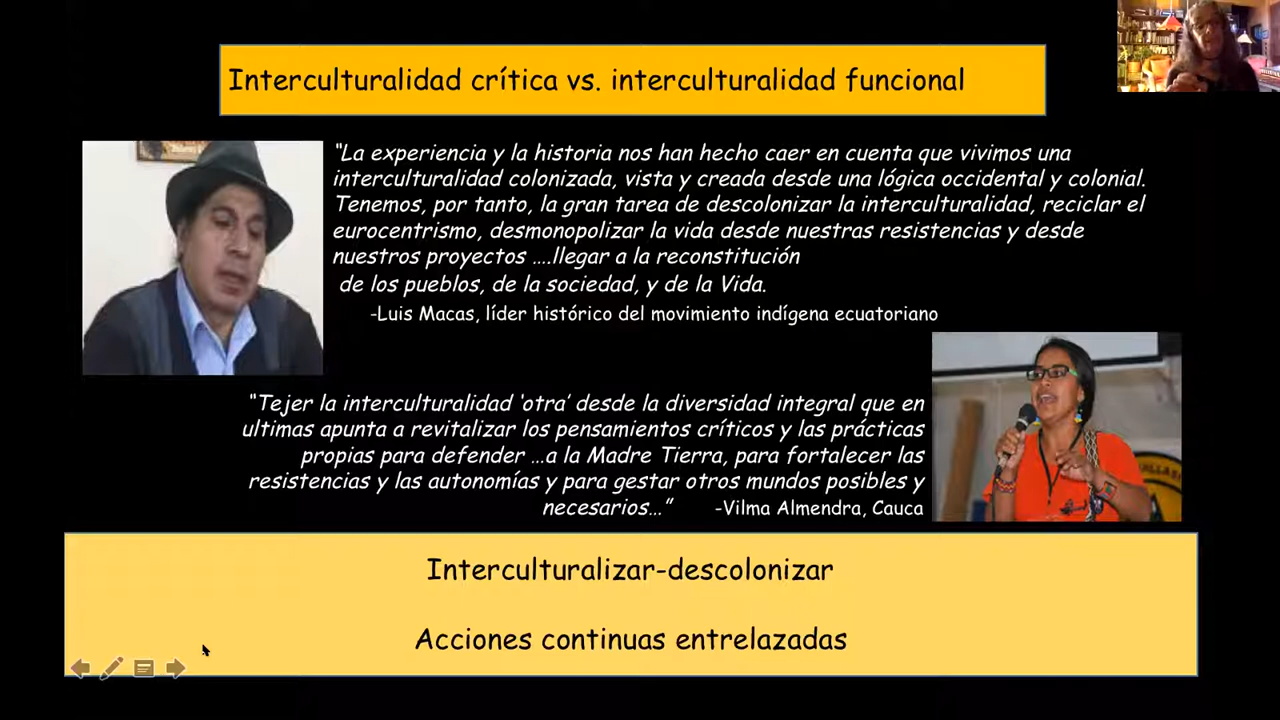 Interculturalidad crítica vs. interculturalidad funcional
“La experiencia y la historia nos han hecho caer en cuenta que vivimos una
interculturalidad colonizada, vista y creada desde una lógica occidental y colonial.
Tenemos, por tanto, la gran tarea de descolonizar la interculturalidad, reciclar el
eurocentrismo, desmonopolizar la vida desde nuestras resistencias y desde
nuestros proyectos ….llegar a la reconstitución
de los pueblos, de la sociedad, y de la Vida.
-Luis Macas, líder histórico del movimiento indígena ecuatoriano
“Tejer la interculturalidad ‘otra’ desde la diversidad integral que en
ultimas apunta a revitalizar los pensamientos críticos y las prácticas
propias para defender …a la Madre Tierra, para fortalecer las
resistencias y las autonomías y para gestar otros mundos posibles y
necesarios…” -Vilma Almendra, Cauca
Interculturalizar-descolonizar
Acciones continuas entrelazadas